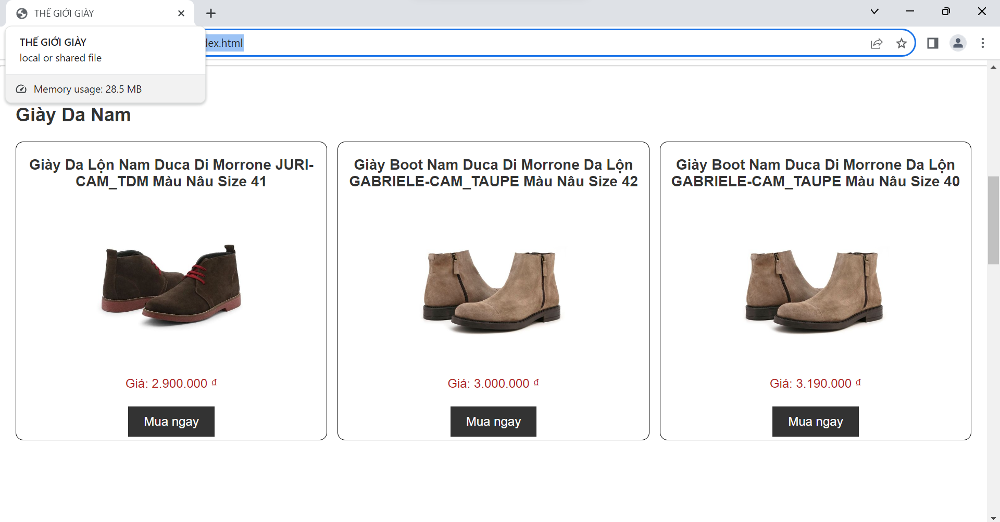 THẾ GIỚI GIÀY
THẾ GIỚI GIÀY
local or shared file
Memory usage: 28.5 MB
dex.html
Giày Da Nam
Giày Da Lộn Nam Duca Di Morrone JURI-
CAM_TDM Màu Nâu Size 41
Giá: 2.900.000 ₫
Mua ngay
Giày Boot Nam Duca Di Morrone Da Lộn
GABRIELE-CAM_TAUPE Màu Nâu Size 42
Giá: 3.000.000 ₫
Mua ngay
Giày Boot Nam Duca Di Morrone Da Lộn
GABRIELE-CAM_TAUPE Màu Nâu Size 40
Giá: 3.190.000 ₫
Mua ngay